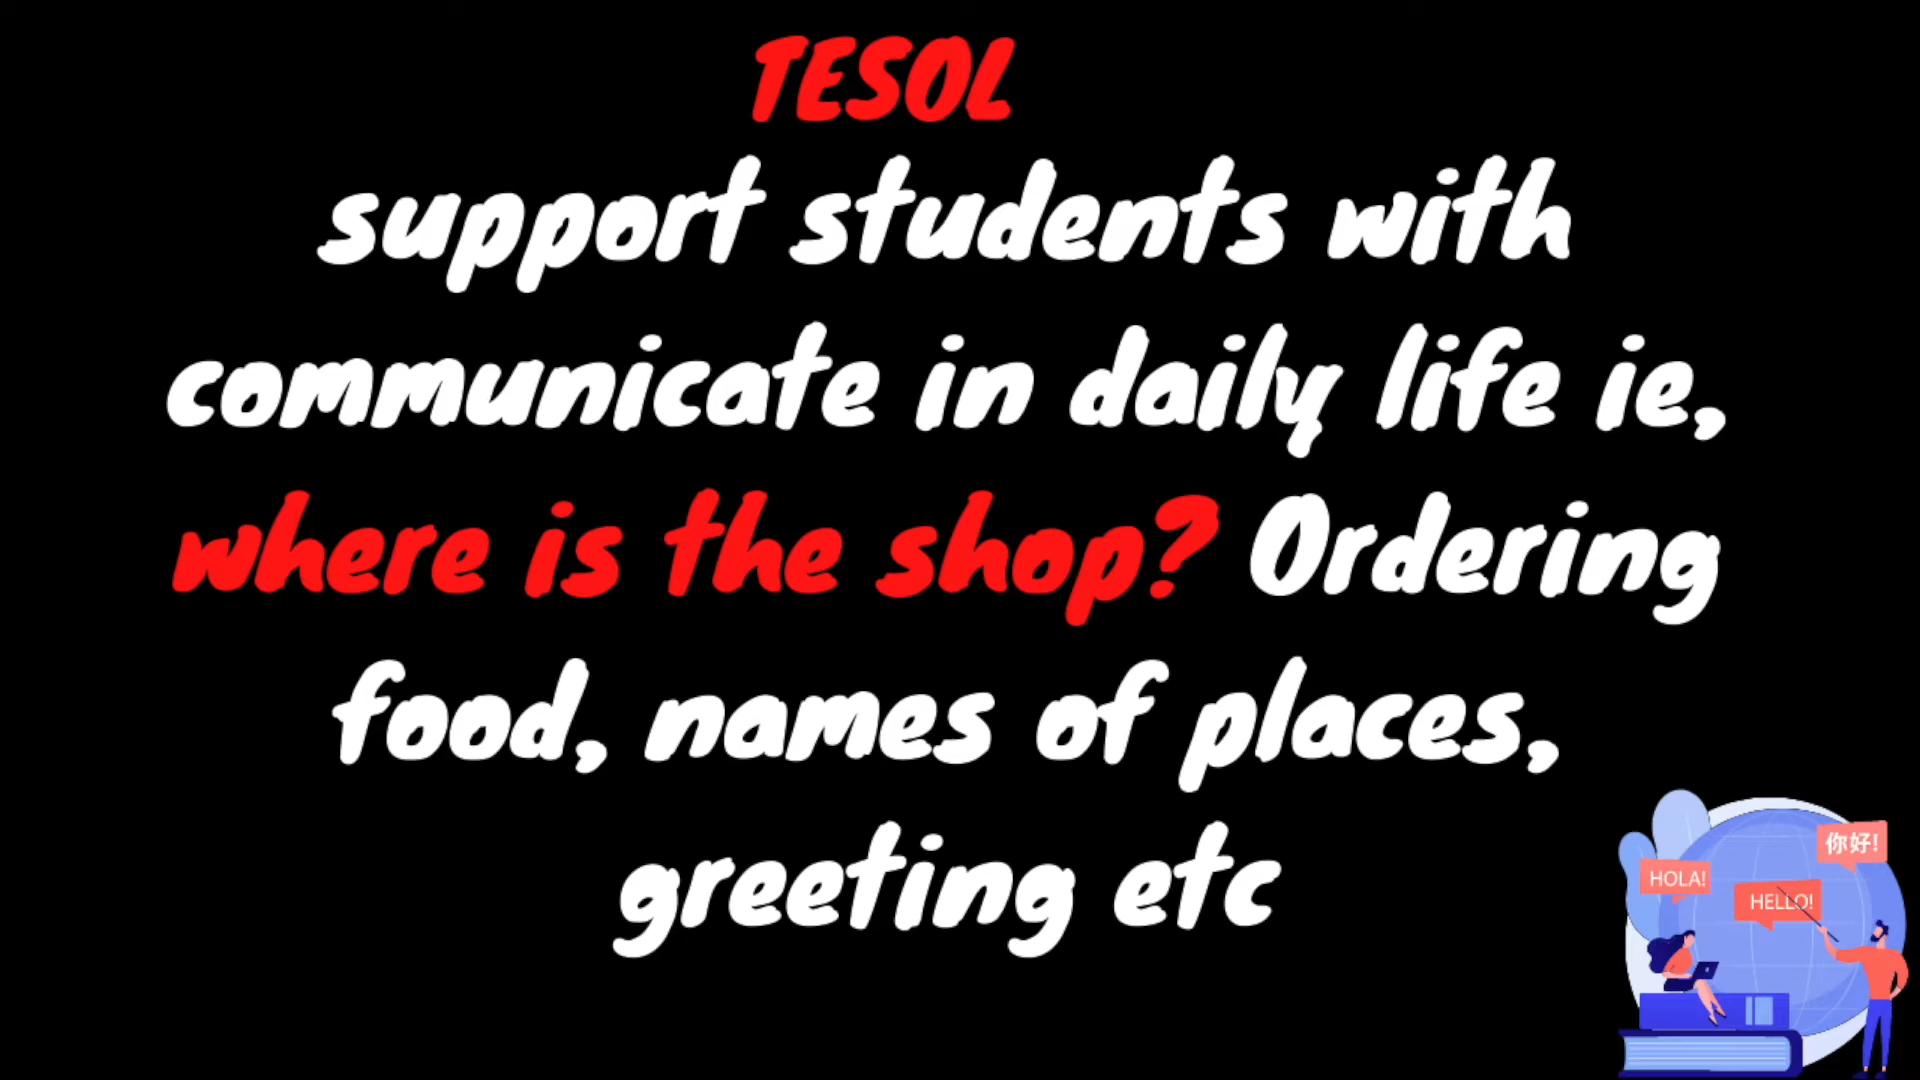 TESOL
support students with
communicate in daily life ie,
where is the shop? Ordering
food, names of places,
greeting etc
你好!
HOLA!
HELLO!